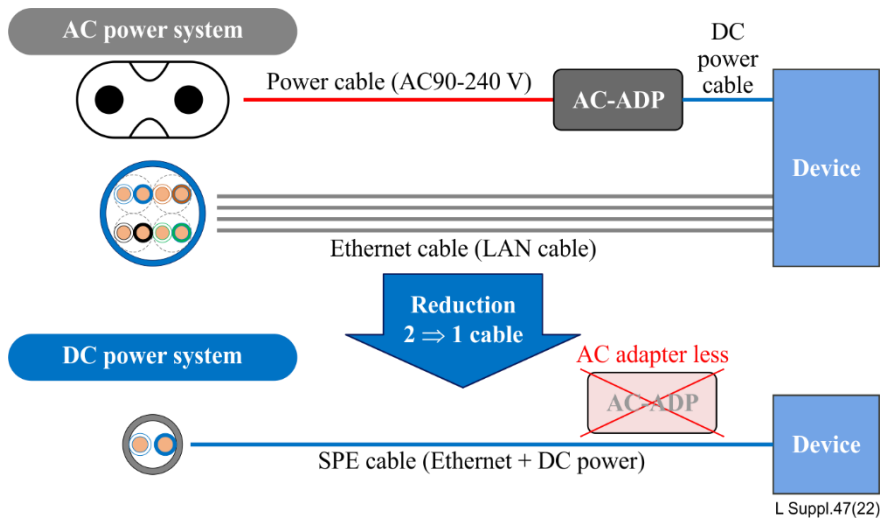 AC power system
Power cable (AC90-240 V)
AC-ADP
DC
power
cable
Device
Ethernet cable (LAN cable)
Reduction
2 ⇒ 1 cable
DC power system
AC adapter less
AC-ADP
SPE cable (Ethernet + DC power)
Device
L Suppl.47(22)